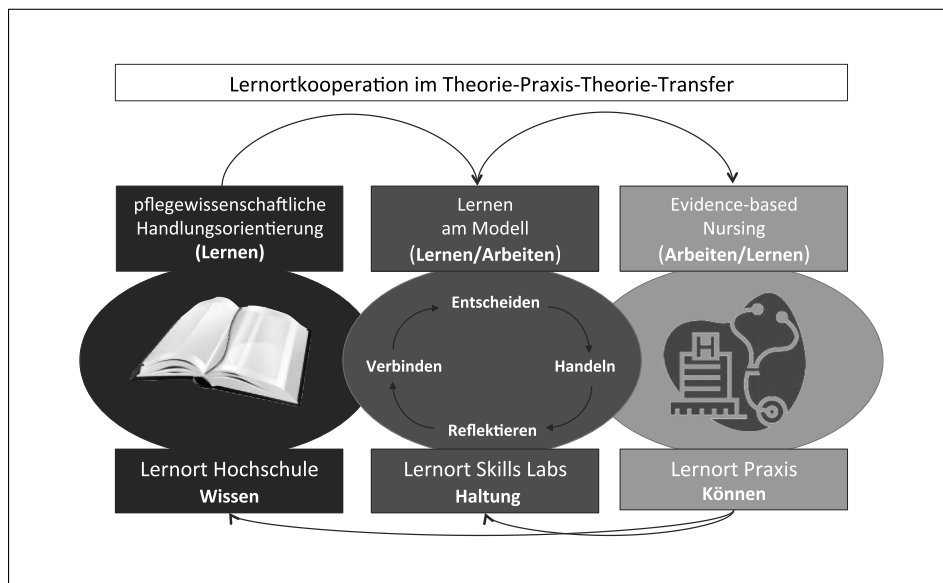 Lernortkooperation im Theorie-Praxis-Theorie-Transfer
pflegewissenschaftliche
Handlungsorientierung
(Lernen)
Lernen
am Modell
(Lernen/Arbeiten)
Evidence-based
Nursing
(Arbeiten/Lernen)
Entscheiden
Verbinden
Handeln
Reflektieren
H
Lernort Hochschule
Wissen
Lernort Skills Labs
Haltung
Lernort Praxis
Können